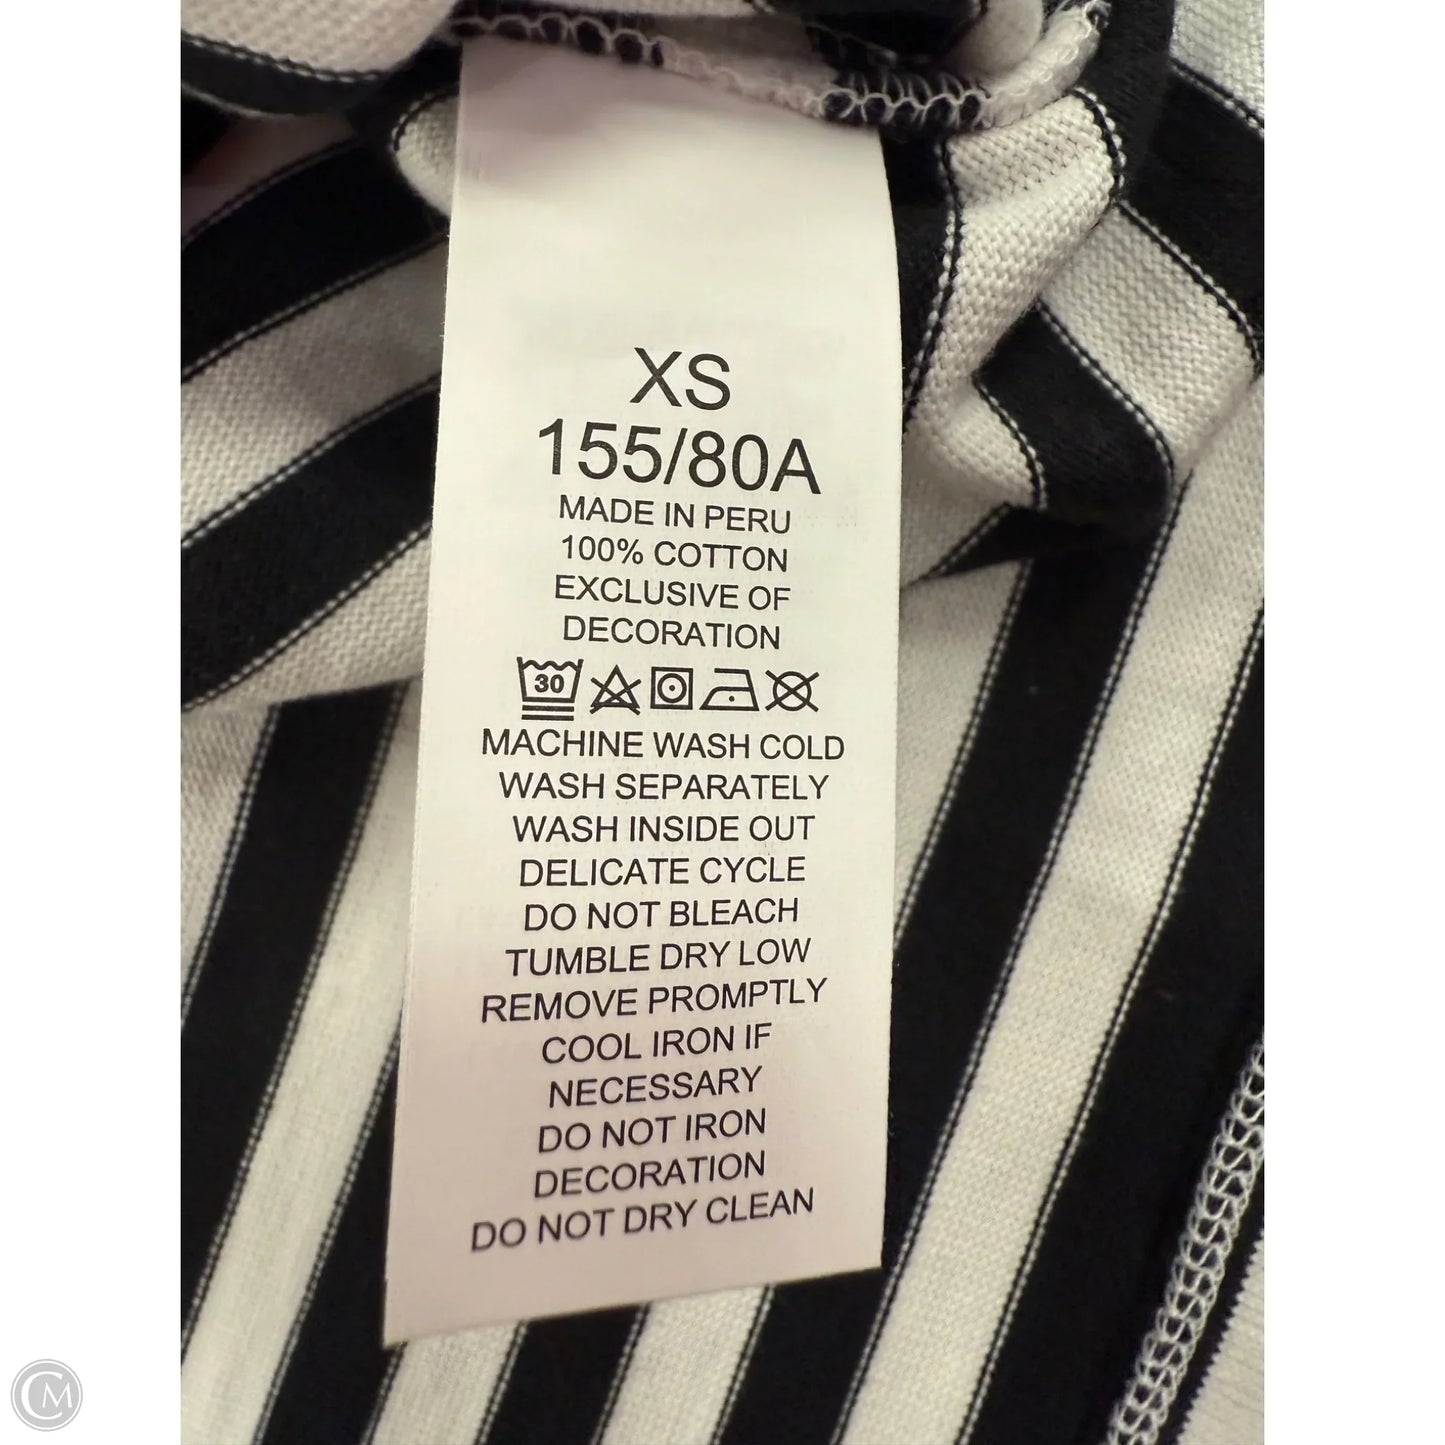 XS
155/80A
MADE IN PERU
100% COTTON
EXCLUSIVE OF
DECORATION
30
MACHINE WASH COLD
WASH SEPARATELY
WASH INSIDE OUT
DELICATE CYCLE
DO NOT BLEACH
TUMBLE DRY LOW
REMOVE PROMPTLY
COOL IRON IF
NECESSARY
DO NOT IRON
DECORATION
DO NOT DRY CLEAN
CM